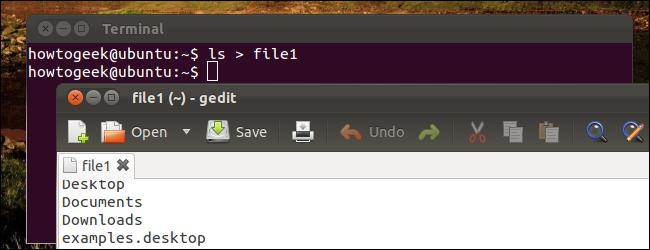 Terminal
howtogeek@ubuntu:~$ ls > file1
howtogeek@ubuntu:~$
file1 (~) - gedit
Open Save Undo
file1
Desktop
Documents
Downloads
examples.desktop